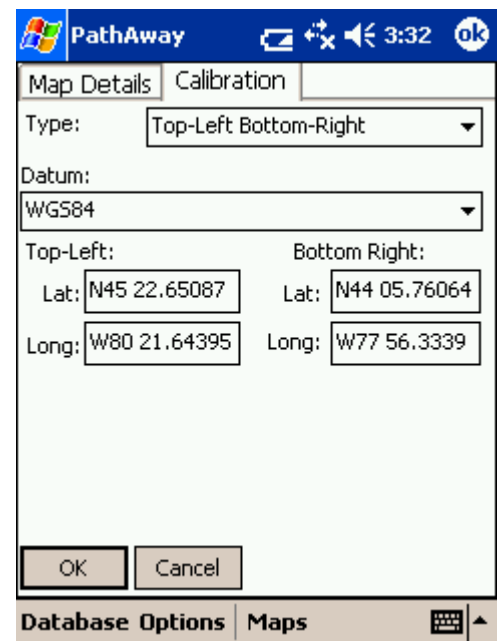 PathAway 3:32 ok
Map Details Calibration
Type: Top-Left Bottom-Right
Datum:
WGS84
Top-Left: Bottom Right:
Lat: N45 22.65087 Lat: N44 05.76064
Long: W80 21.64395 Long: W77 56.3339
OK Cancel
Database Options Maps